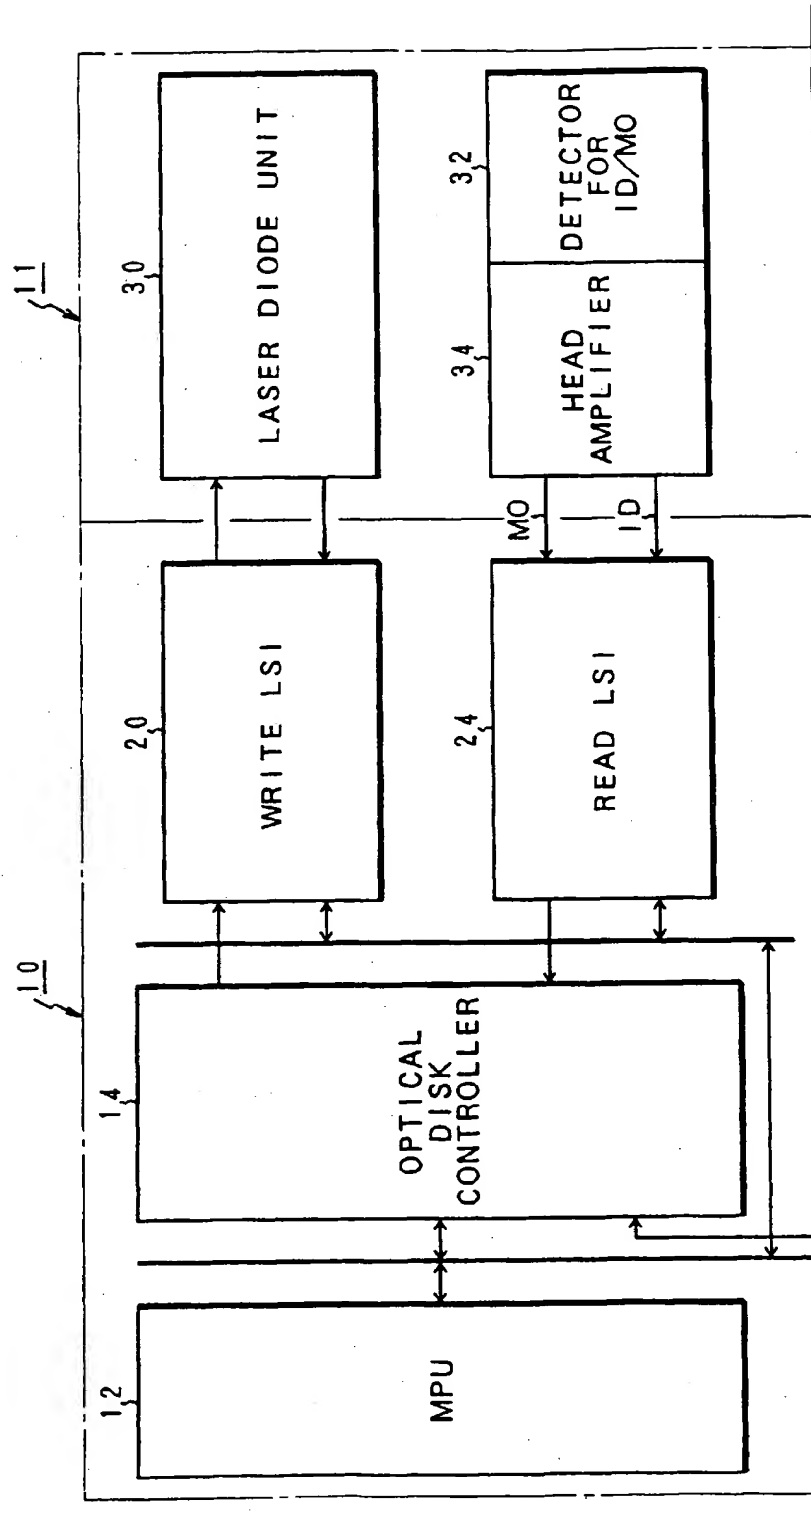 10
11
12
MPU
14
OPTICAL
DISK
CONTROLLER
20
WRITE LSI
30
LASER DIODE UNIT
24
READ LSI
MO
ID
34
HEAD
AMPLIFIER
32
DETECTOR
FOR
ID/MO